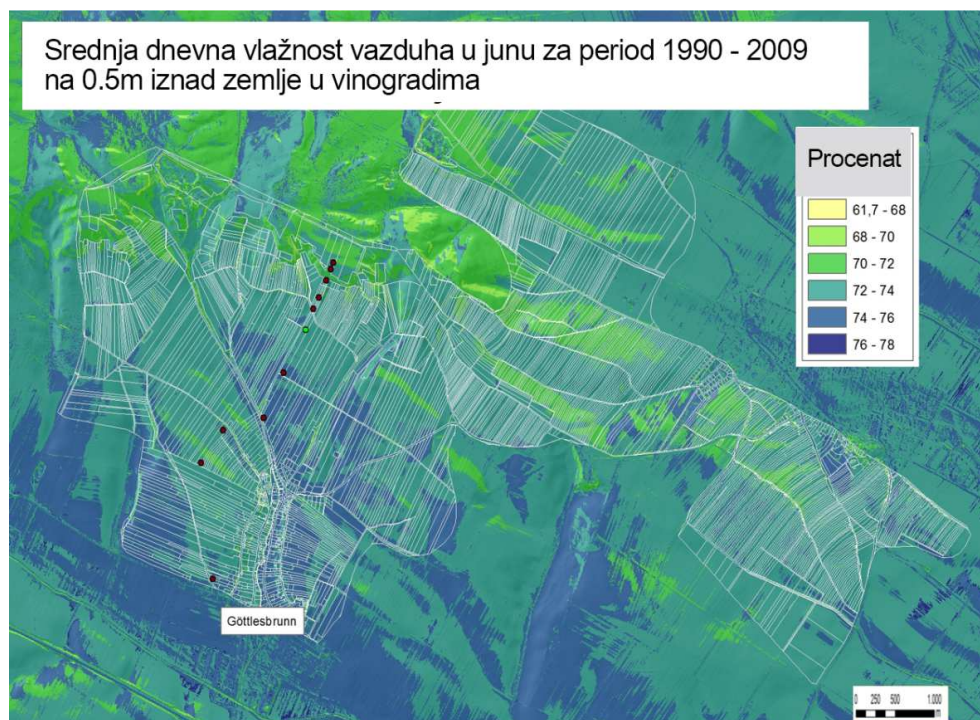 Srednja dnevna vlažnost vazduha u junu za period 1990 - 2009
na 0.5m iznad zemlje u vinogradima
Procenat
61,7 - 68
68 - 70
70 - 72
72 - 74
74 - 76
76 - 78
Göttlesbrunn
0 250 500 1.000
m